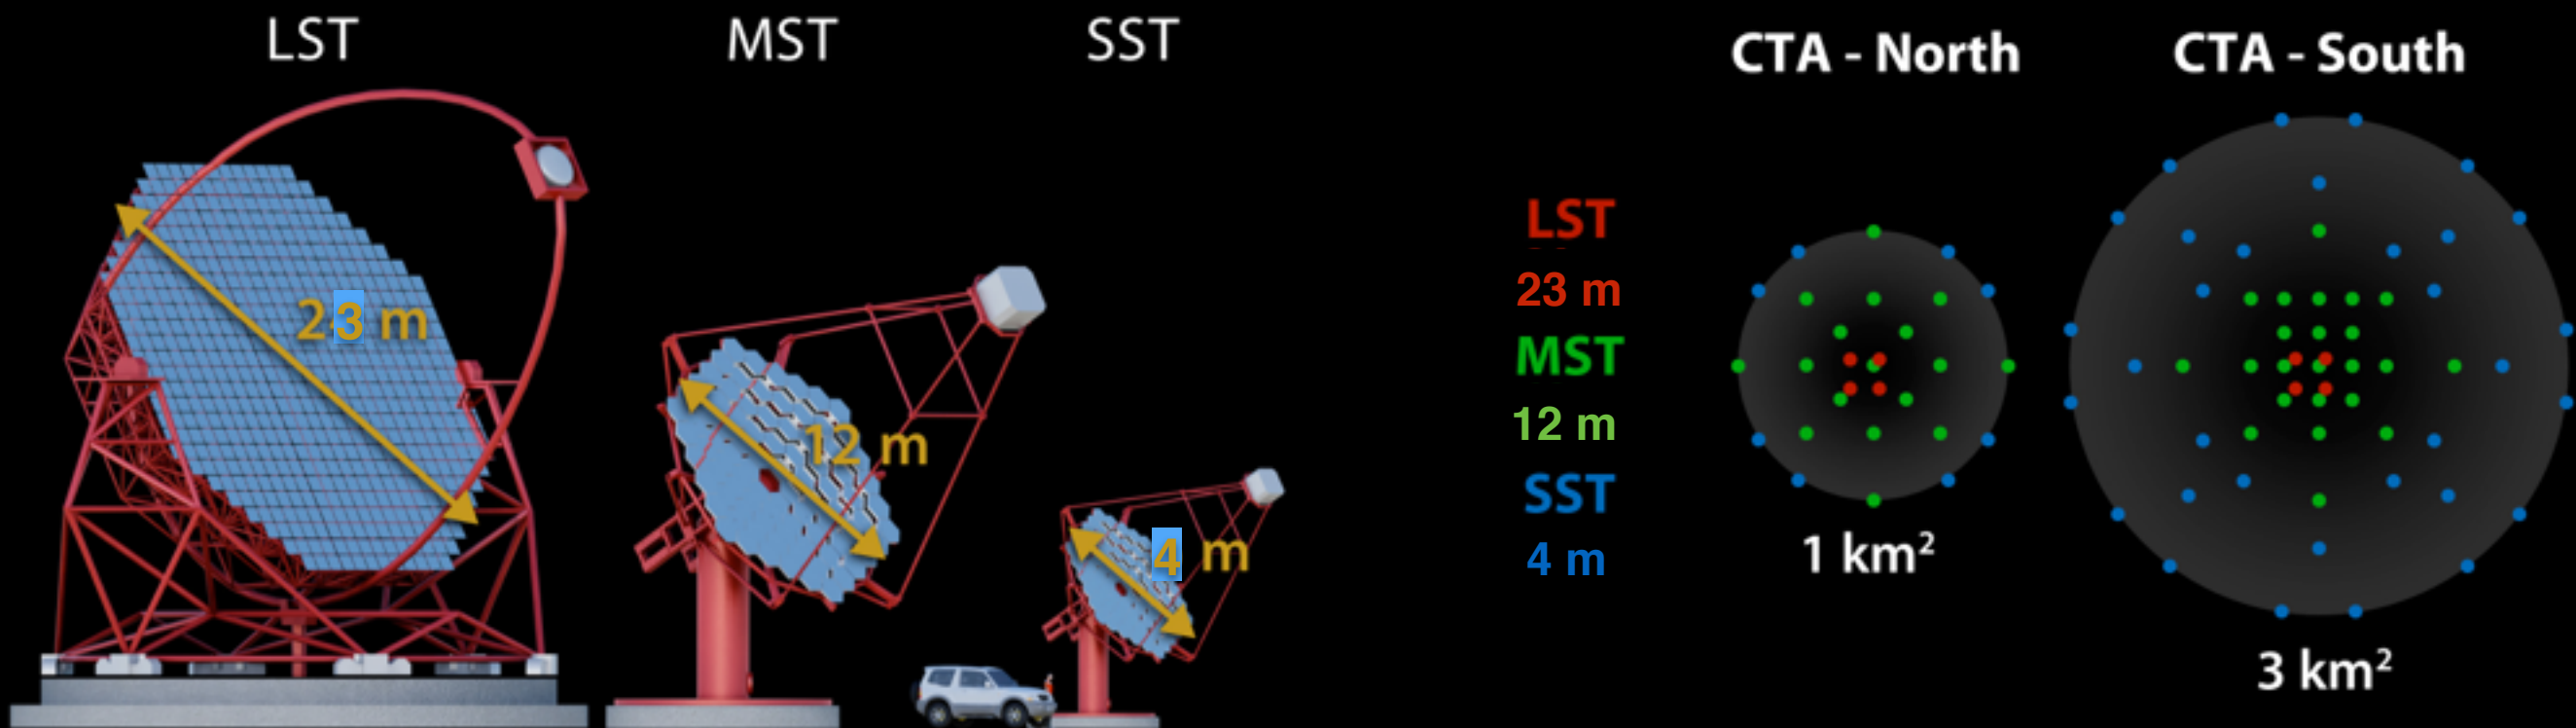 LST
MST
SST
23 m
12 m
4 m
LST
23 m
MST
12 m
SST
4 m
CTA - North
1 km²
CTA - South
3 km²